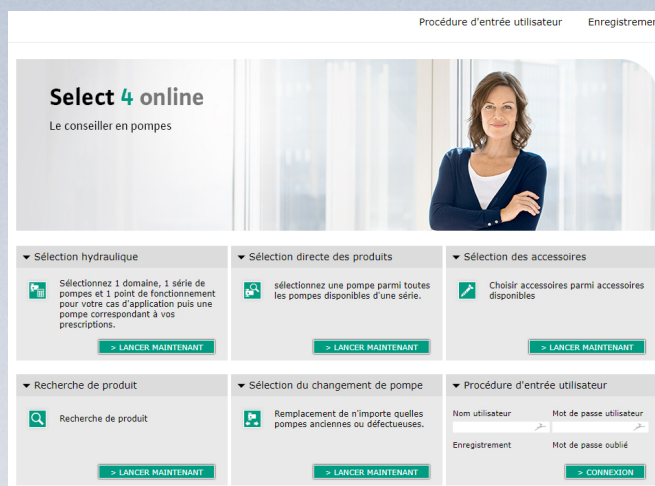 Procédure d'entrée utilisateur Enregistremen
Select 4 online
Le conseiller en pompes
Sélection hydraulique
Sélectionnez 1 domaine, 1 série de
pompes et 1 point de fonctionnement
pour votre cas d'application puis une
pompe correspondant à vos
prescriptions.
> LANCER MAINTENANT
Sélection directe des produits
sélectionnez une pompe parmi toutes
les pompes disponibles d'une série.
> LANCER MAINTENANT
Sélection des accessoires
Choisir accessoires parmi accessoires
disponibles
> LANCER MAINTENANT
Recherche de produit
Recherche de produit
> LANCER MAINTENANT
Sélection du changement de pompe
Remplacement de n'importe quelles
pompes anciennes ou défectueuses.
> LANCER MAINTENANT
Procédure d'entrée utilisateur
Nom utilisateur Mot de passe utilisateur
Enregistrement Mot de passe oublié
> CONNEXION